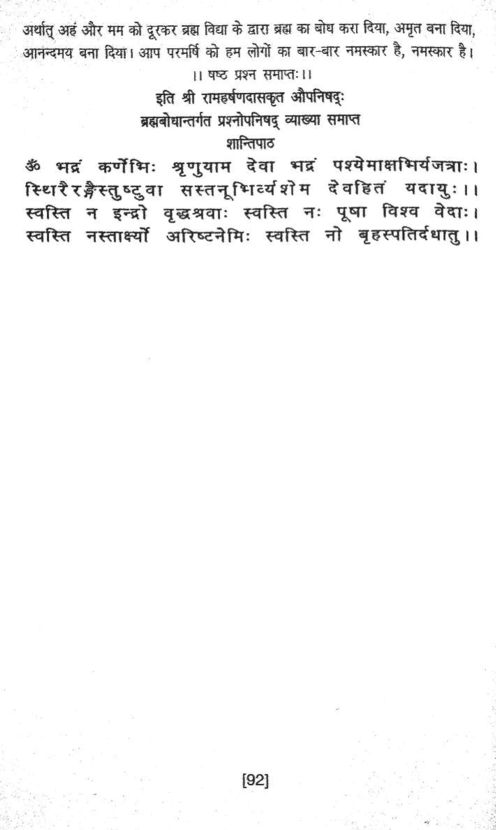 अर्थात् अहं और मम को दूरकर ब्रह्म विद्या के द्वारा ब्रह्म का बोध करा दिया, अमृत बना दिया,
आनन्दमय बना दिया। आप परमर्षि को हम लोगों का बार-बार नमस्कार है, नमस्कार है।
।। षष्ठ प्रश्न समाप्तः।।
इति श्री रामहर्षणदासकृत औपनिषद्ः
ब्रह्मबोधान्तर्गत प्रश्नोपनिषद् व्याख्या समाप्त
शान्तिपाठ
ॐ भद्रं कर्णेभिः श्रृणुयाम देवा भद्रं पश्येमाक्षभिर्यजत्राः।
स्थिरैरङ्गैस्तुष्टुवा सस्तनूभिर्व्यशेम देवहितं यदायुः।।
स्वस्ति न इन्द्रो वृद्धश्रवाः स्वस्ति नः पूषा विश्व वेदाः।
स्वस्ति नस्तार्क्ष्यो अरिष्टनेमिः स्वस्ति नो बृहस्पतिर्दधातु।।
[92]